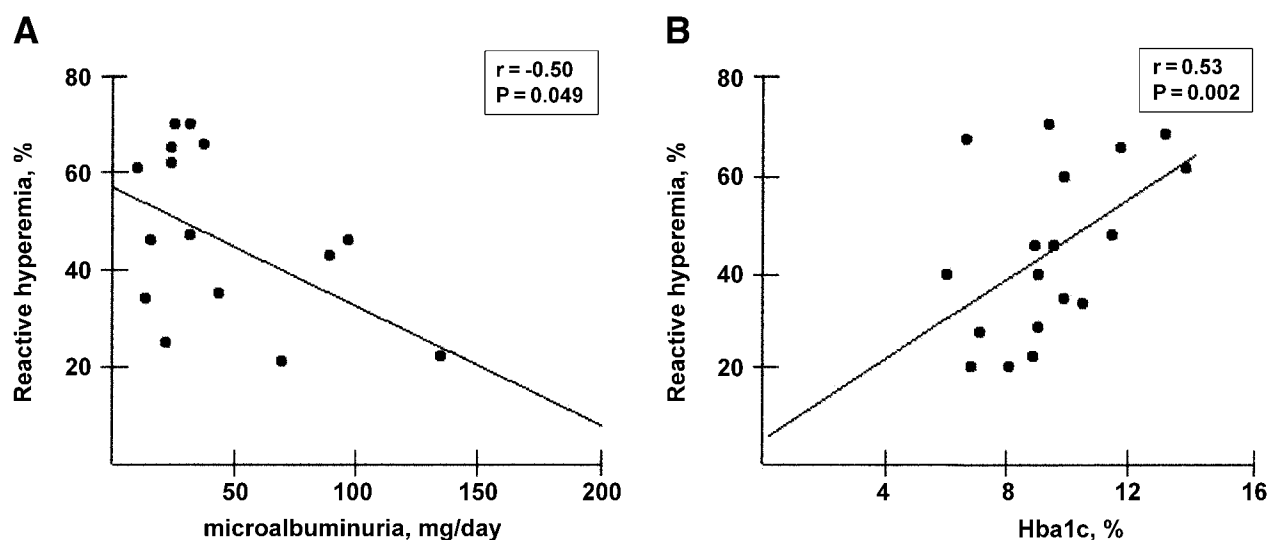 A
r = -0.50
P = 0.049
80
60
40
20
Reactive hyperemia, %
50
100
150
200
microalbuminuria, mg/day
B
r = 0.53
P = 0.002
80
60
40
20
Reactive hyperemia, %
4
8
12
16
Hba1c, %